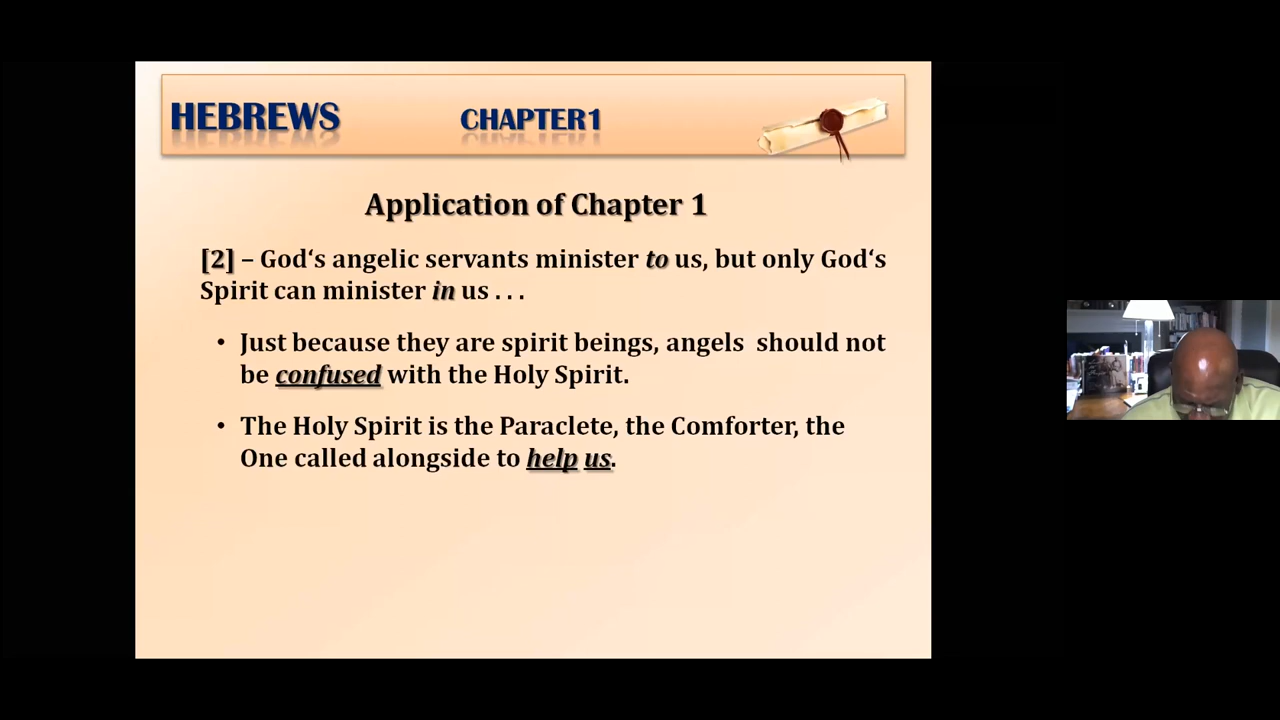 HEBREWS CHAPTER1
Application of Chapter 1
[2] – God‘s angelic servants minister to us, but only God‘s
Spirit can minister in us . . .
• Just because they are spirit beings, angels should not
be confused with the Holy Spirit.
• The Holy Spirit is the Paraclete, the Comforter, the
One called alongside to help us.